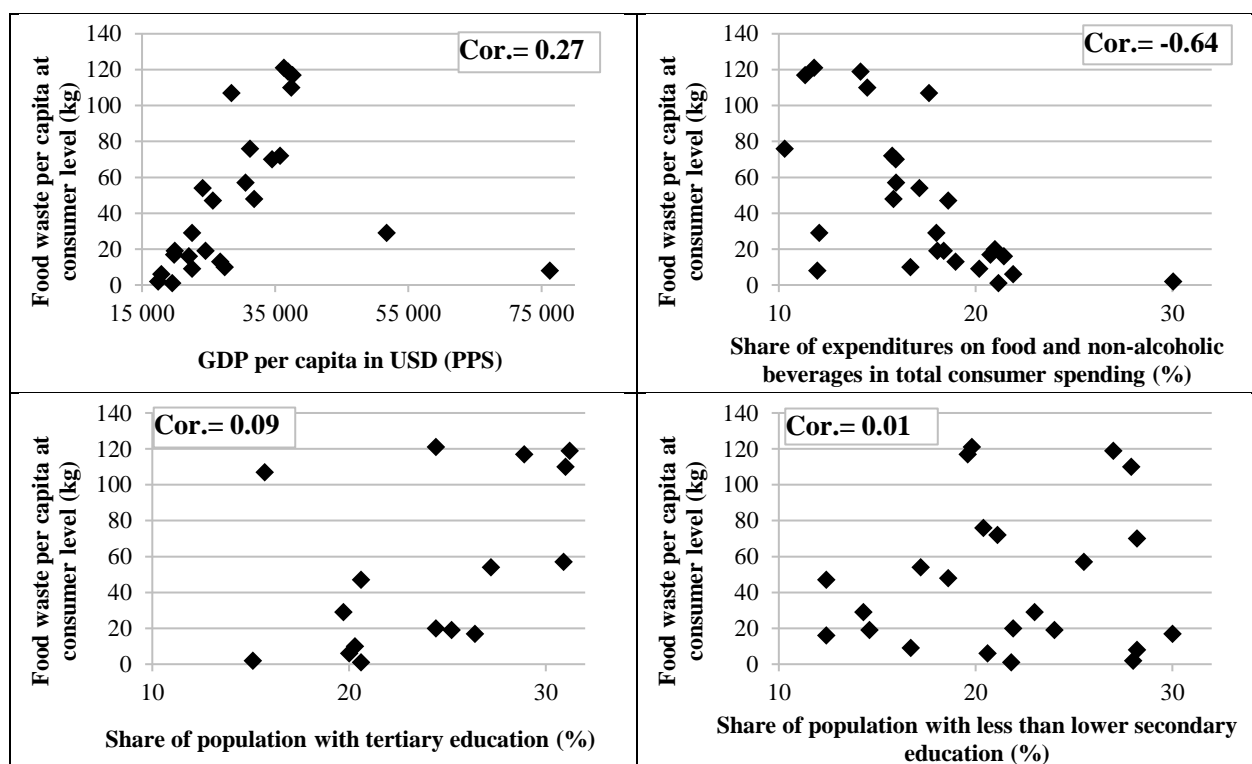 Cor.= 0.27
Food waste per capita at
consumer level (kg)
140
120
100
80
60
40
20
0
15 000
35 000
55 000
75 000
GDP per capita in USD (PPS)
Cor.= -0.64
Food waste per capita at
consumer level (kg)
140
120
100
80
60
40
20
0
10
20
30
Share of expenditures on food and non-alcoholic
beverages in total consumer spending (%)
Cor.= 0.09
Food waste per capita at
consumer level (kg)
140
120
100
80
60
40
20
0
10
20
30
Share of population with tertiary education (%)
Cor.= 0.01
Food waste per capita at
consumer level (kg)
140
120
100
80
60
40
20
0
10
20
30
Share of population with less than lower secondary
education (%)